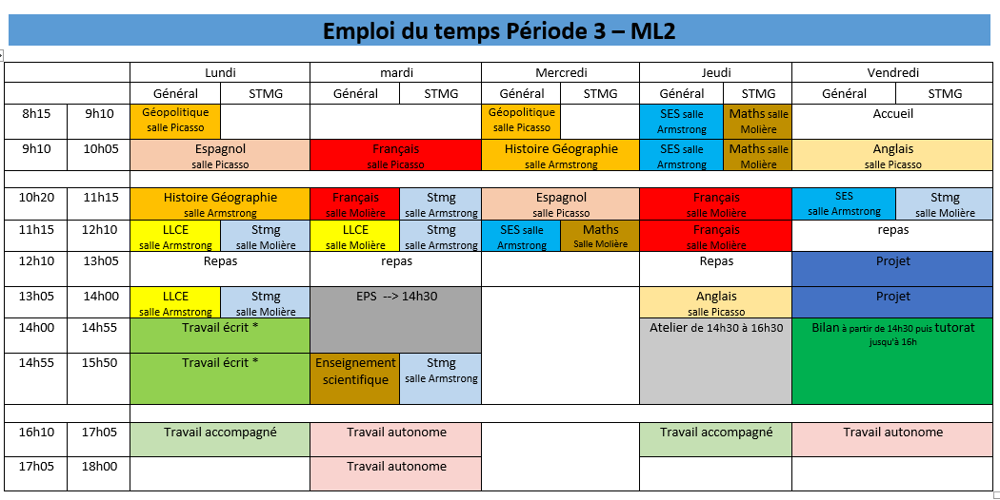 Emploi du temps Période 3 – ML2
Lundi mardi Mercredi Jeudi Vendredi
Général STMG Général STMG Général STMG Général STMG Général STMG
8h15 9h10 Géopolitique Géopolitique SES salle Maths salle Accueil
salle Picasso salle Picasso Armstrong Molière
9h10 10h05 Espagnol Français Histoire Géographie SES salle Maths salle Anglais
salle Picasso salle Picasso salle Armstrong Armstrong Molière salle Picasso
10h20 11h15 Histoire Géographie Français Stmg Espagnol Français SES Stmg
salle Armstrong salle Molière salle Armstrong salle Picasso salle Molière salle Armstrong salle Molière
11h15 12h10 LLCE Stmg LLCE Stmg SES salle Maths Français repas
salle Armstrong salle Molière salle Molière salle Armstrong Armstrong Salle Molière salle Molière
12h10 13h05 Repas repas Repas Projet
13h05 14h00 LLCE Stmg EPS --> 14h30 Anglais Projet
salle Armstrong salle Molière salle Picasso
14h00 14h55 Travail écrit * Atelier de 14h30 à 16h30 Bilan à partir de 14h30 puis tutorat
jusqu'à 16h
14h55 15h50 Travail écrit * Enseignement Stmg
scientifique salle Armstrong
16h10 17h05 Travail accompagné Travail autonome Travail accompagné Travail autonome
17h05 18h00 Travail autonome